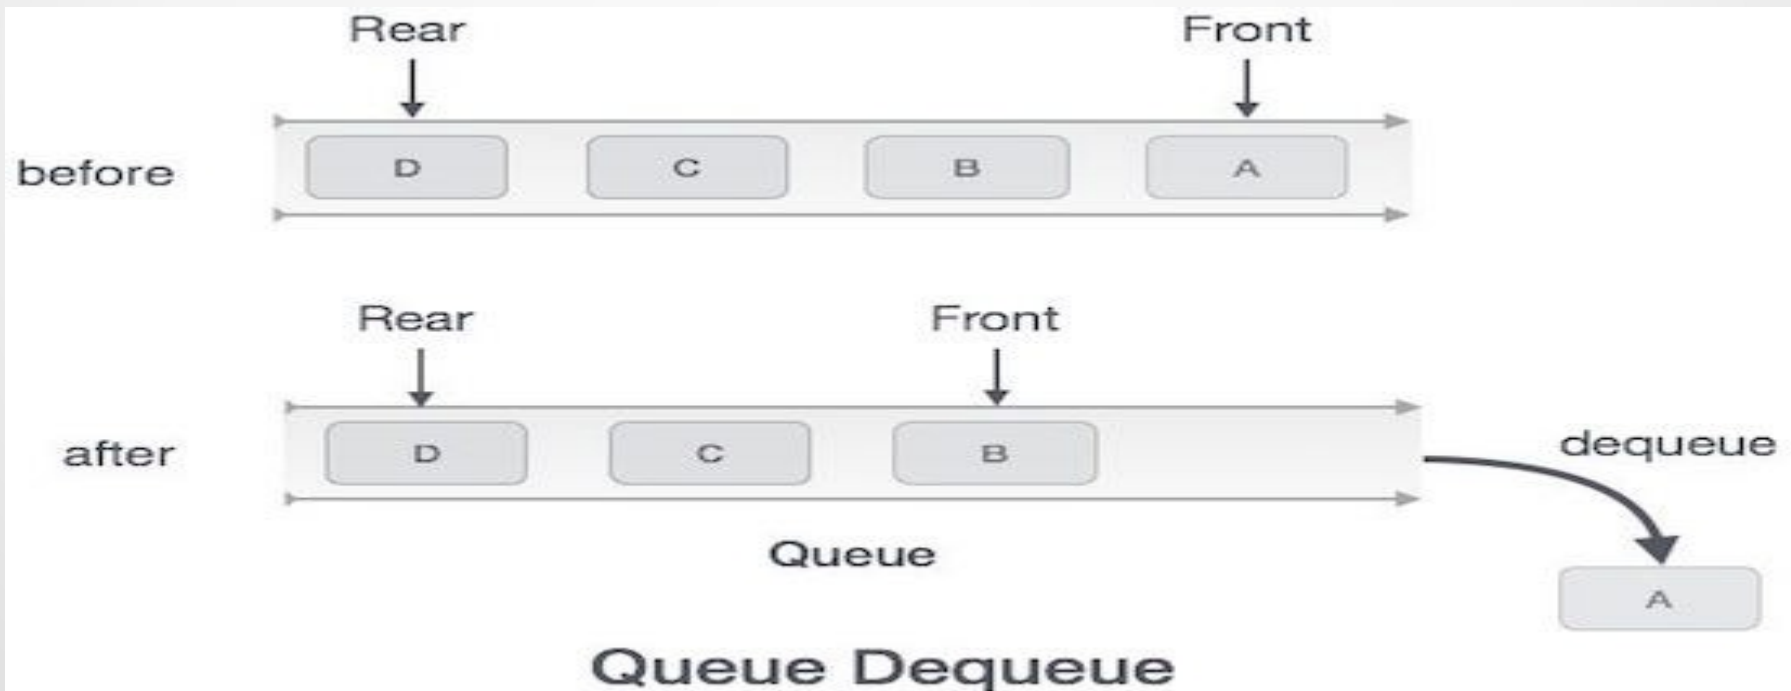 Rear Front
before D C B A
Rear Front
after D C B dequeue
Queue
A
Queue Dequeue